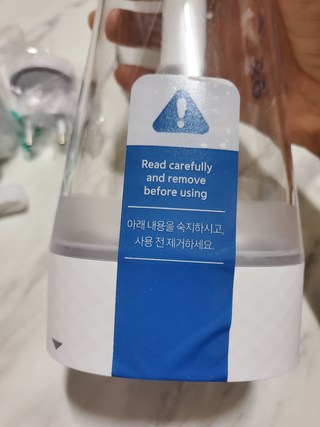 Read carefully
and remove
before using
아래 내용을 숙지하시고,
사용 전 제거하세요.